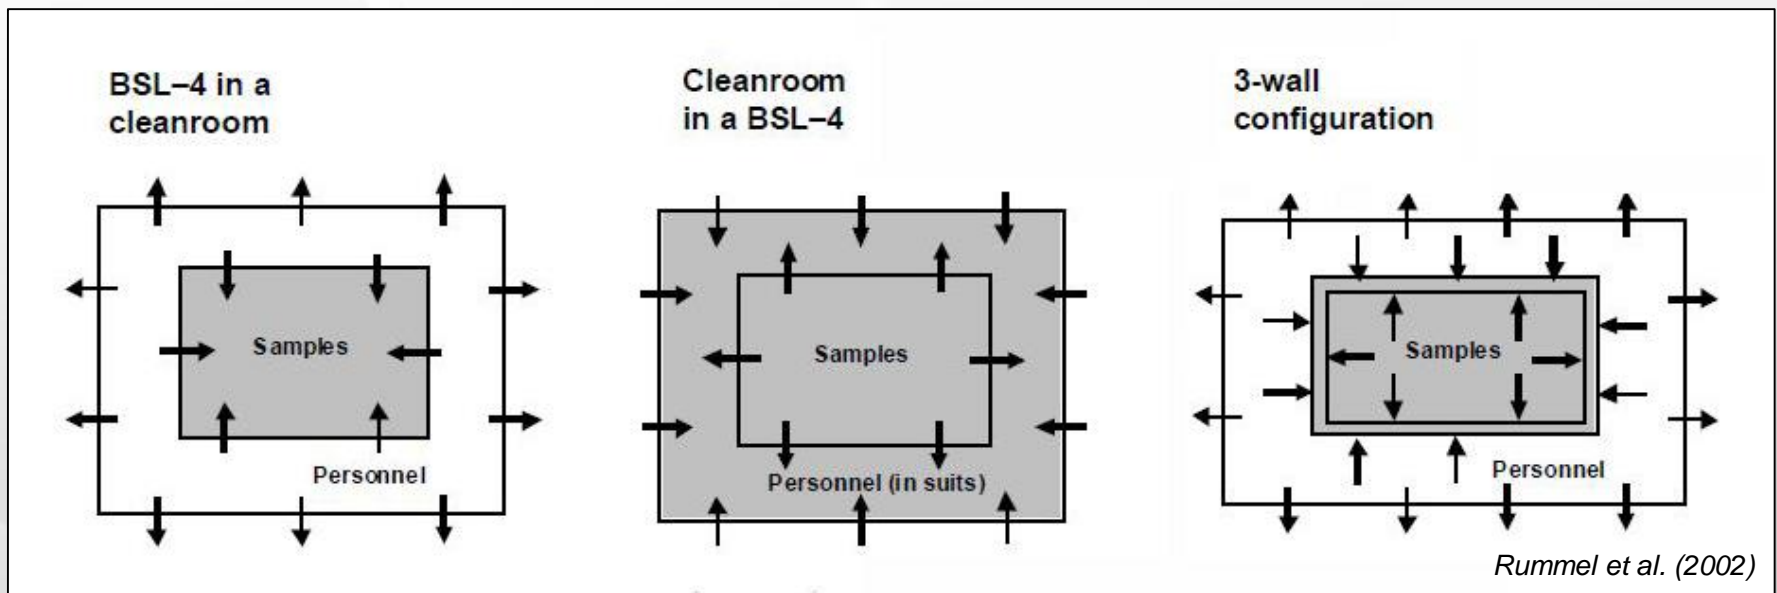 BSL–4 in a
cleanroom
Samples
Personnel
Cleanroom
in a BSL–4
Samples
Personnel (in suits)
3-wall
configuration
Samples
Personnel
Rummel et al. (2002)